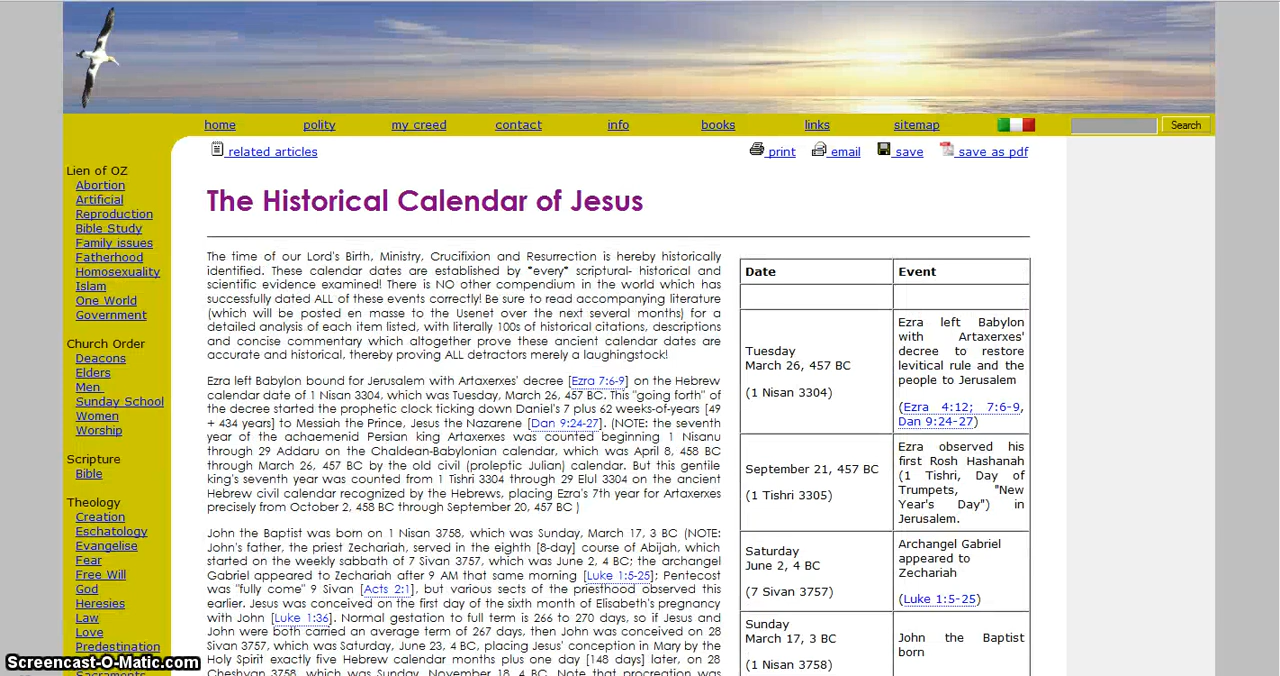 home polity my creed contact info books links sitemap Search
related articles print email save save as pdf
Lien of OZ
Abortion
Artificial
Reproduction
Bible Study
Family issues
Fatherhood
Homosexuality
Islam
One World
Government
Church Order
Deacons
Elders
Men
Sunday School
Women
Worship
Scripture
Bible
Theology
Creation
Eschatology
Evangelise
Fear
Free Will
God
Heresies
Law
Love
Predestination
The Historical Calendar of Jesus
The time of our Lord's Birth, Ministry, Crucifixion and Resurrection is hereby historically
identified. These calendar dates are established by *every* scriptural- historical and
scientific evidence examined! There is NO other compendium in the world which has
successfully dated ALL of these events correctly! Be sure to read accompanying literature
(which will be posted en masse to the Usenet over the next several months) for a
detailed analysis of each item listed, with literally 100s of historical citations, descriptions
and concise commentary which altogether prove these ancient calendar dates are
accurate and historical, thereby proving ALL detractors merely a laughingstock!
Ezra left Babylon bound for Jerusalem with Artaxerxes' decree [Ezra 7:6-9] on the Hebrew
calendar date of 1 Nisan 3304, which was Tuesday, March 26, 457 BC. This "going forth" of
the decree started the prophetic clock ticking down Daniel's 7 plus 62 weeks-of-years [49
+ 434 years] to Messiah the Prince, Jesus the Nazarene [Dan 9:24-27]. (NOTE: the seventh
year of the achaemenid Persian king Artaxerxes was counted beginning 1 Nisanu
through 29 Addaru on the Chaldean-Babylonian calendar, which was April 8, 458 BC
through March 26, 457 BC by the old civil (proleptic Julian) calendar. But this gentile
king's seventh year was counted from 1 Tishri 3304 through 29 Elul 3304 on the ancient
Hebrew civil calendar recognized by the Hebrews, placing Ezra's 7th year for Artaxerxes
precisely from October 2, 458 BC through September 20, 457 BC )
John the Baptist was born on 1 Nisan 3758, which was Sunday, March 17, 3 BC (NOTE:
John's father, the priest Zechariah, served in the eighth [8-day] course of Abijah, which
started on the weekly sabbath of 7 Sivan 3757, which was June 2, 4 BC; the archangel
Gabriel appeared to Zechariah after 9 AM that same morning [Luke 1:5-25]; Pentecost
was "fully come" 9 Sivan [Acts 2:1], but various sects of the priesthood observed this
earlier. Jesus was conceived on the first day of the sixth month of Elisabeth's pregnancy
with John [Luke 1:36]. Normal gestation to full term is 266 to 270 days, so if Jesus and
John were both carried an average term of 267 days, then John was conceived on 28
Sivan 3757, which was Saturday, June 23, 4 BC, placing Jesus' conception in Mary by the
Holy Spirit exactly five Hebrew calendar months plus one day [148 days] later, on 28
Cheshvan 3758, which was Sunday, November 18, 4 BC. Note that procreation was
Date Event
Tuesday
March 26, 457 BC
(1 Nisan 3304)
Ezra left Babylon
with Artaxerxes'
decree to restore
levitical rule and the
people to Jerusalem
(Ezra 4:12; 7:6-9,
Dan 9:24-27)
September 21, 457 BC
(1 Tishri 3305)
Ezra observed his
first Rosh Hashanah
(1 Tishri, Day of
Trumpets, "New
Year's Day") in
Jerusalem.
Saturday
June 2, 4 BC
(7 Sivan 3757)
Archangel Gabriel
appeared to
Zechariah
(Luke 1:5-25)
Sunday
March 17, 3 BC
(1 Nisan 3758)
John the Baptist
born
Screencast-O-Matic.com